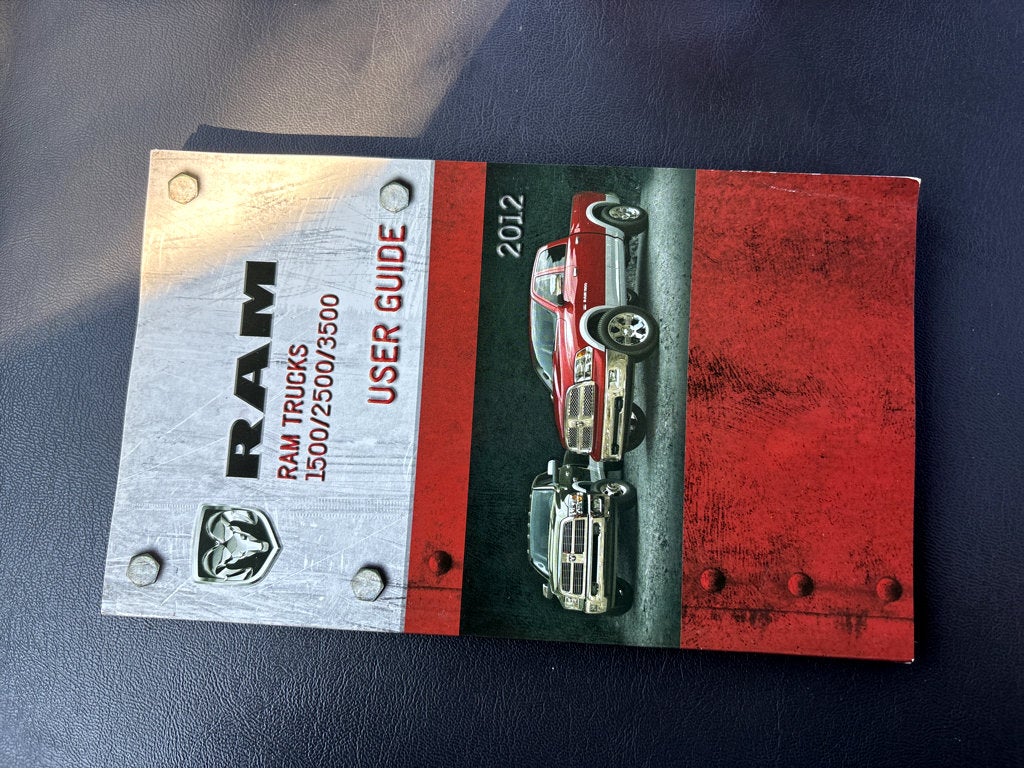 RAM
RAM TRUCKS
1500/2500/3500
USER GUIDE
2012